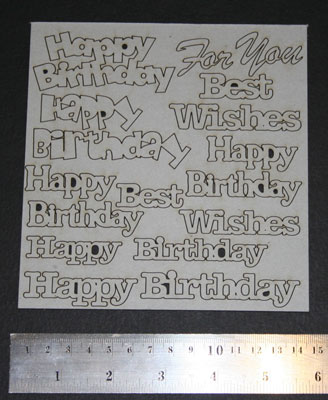 Happy
Birthday
For You
Best
Wishes
Happy
Birthday
Happy
Birthday
Happy
Birthday
Best
Wishes
Happy Birthday
Happy Birthday
1 2 3 4 5 6 7 8 9 10 11 12 13 14 15
1 2 3 4 5 6